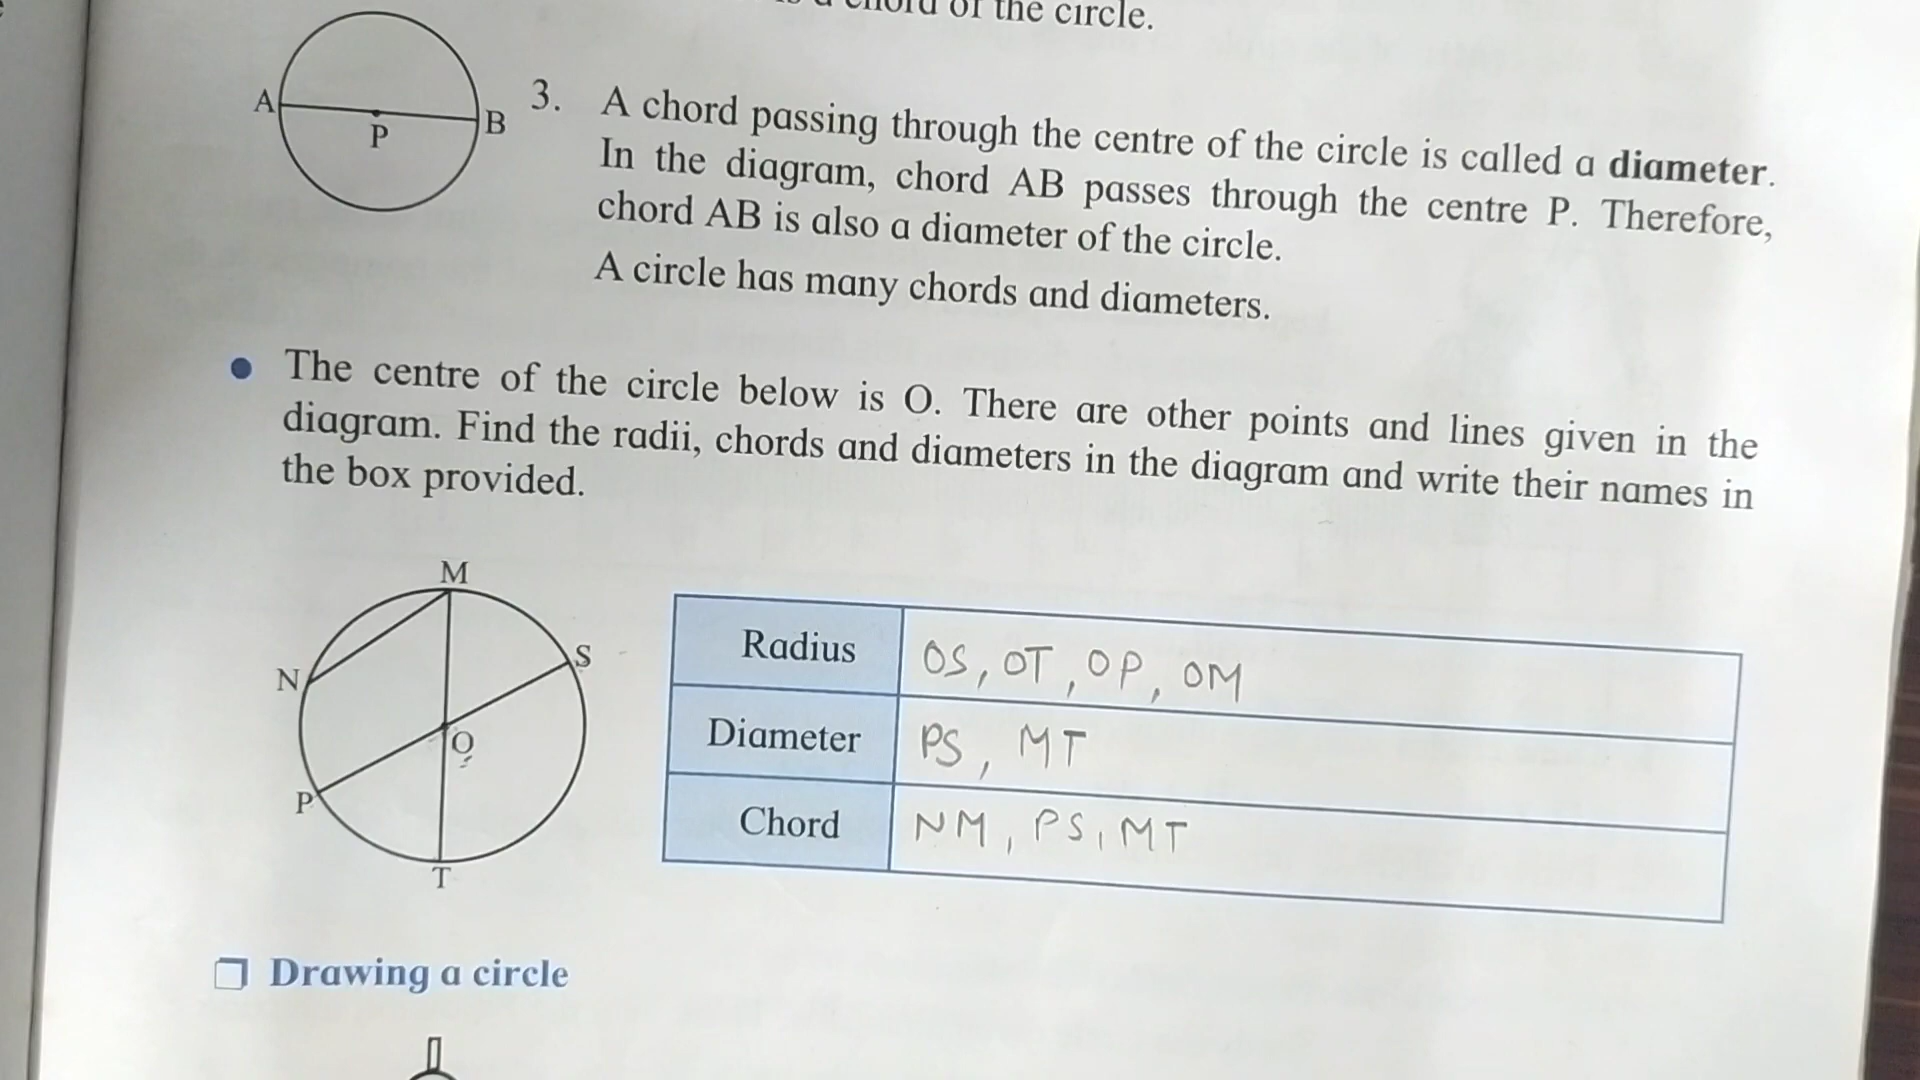 chord of the circle.
A
B
P
3. A chord passing through the centre of the circle is called a diameter.
In the diagram, chord AB passes through the centre P. Therefore,
chord AB is also a diameter of the circle.
A circle has many chords and diameters.
• The centre of the circle below is O. There are other points and lines given in the
diagram. Find the radii, chords and diameters in the diagram and write their names in
the box provided.
M
S
N
O
P
T
Radius OS, OT, OP, OM
Diameter PS, MT
Chord NM, PS, MT
❒ Drawing a circle